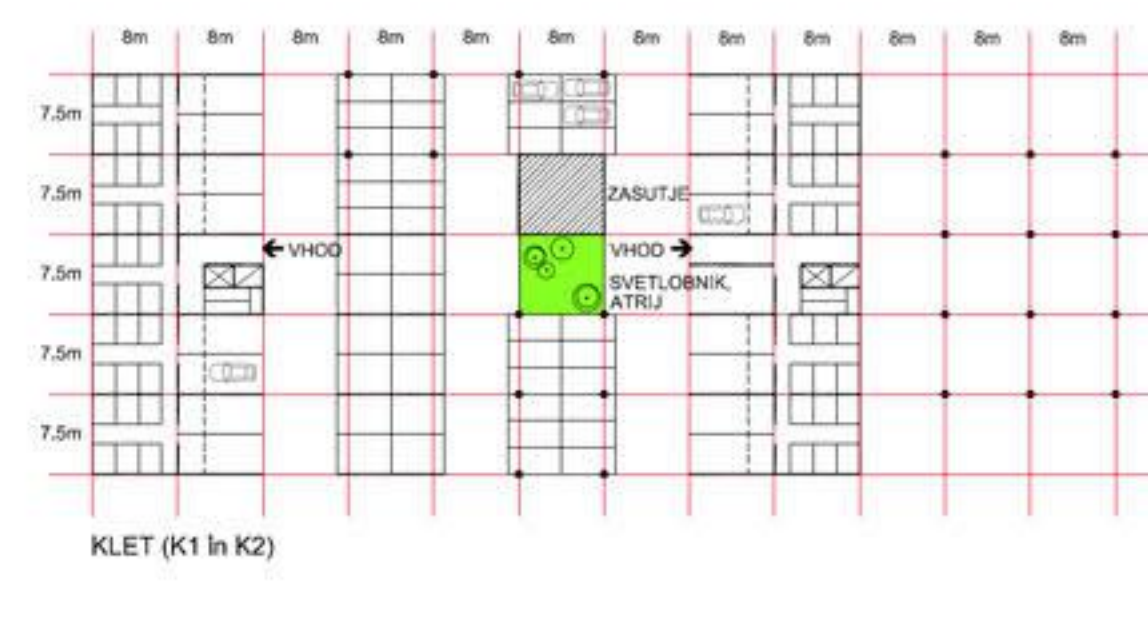 8m 8m 8m 8m 8m 8m 8m 8m 8m 8m 8m 8m
7.5m
7.5m
ZASUTJE
VHOD
VHOD
7.5m
SVETLOBNIK,
ATRIJ
7.5m
7.5m
KLET (K1 in K2)